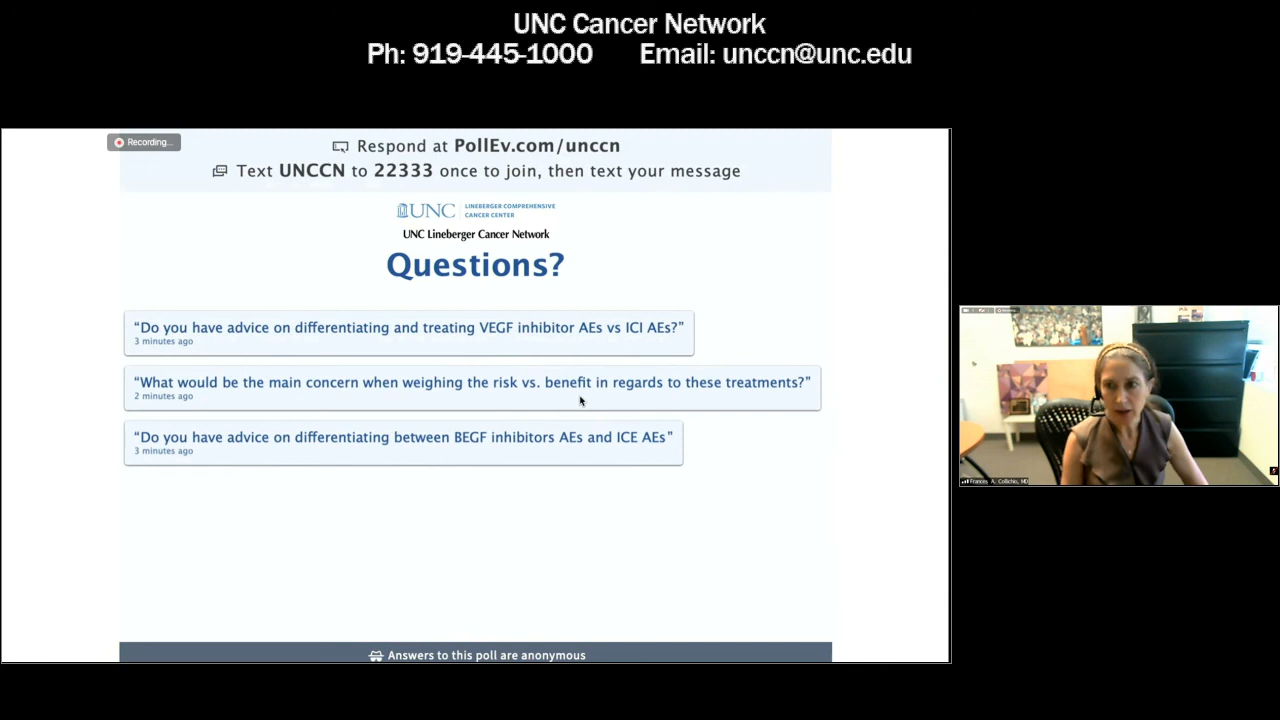 UNC Cancer Network
Ph: 919-445-1000 Email: unccn@unc.edu
Recording...
Respond at PollEv.com/unccn
Text UNCCN to 22333 once to join, then text your message
UNC LINEBERGER COMPREHENSIVE
CANCER CENTER
UNC Lineberger Cancer Network
Questions?
“Do you have advice on differentiating and treating VEGF inhibitor AEs vs ICI AEs?”
3 minutes ago
“What would be the main concern when weighing the risk vs. benefit in regards to these treatments?”
2 minutes ago
“Do you have advice on differentiating between BEGF inhibitors AEs and ICE AEs”
3 minutes ago
Answers to this poll are anonymous
Frances A. Collichio, MD